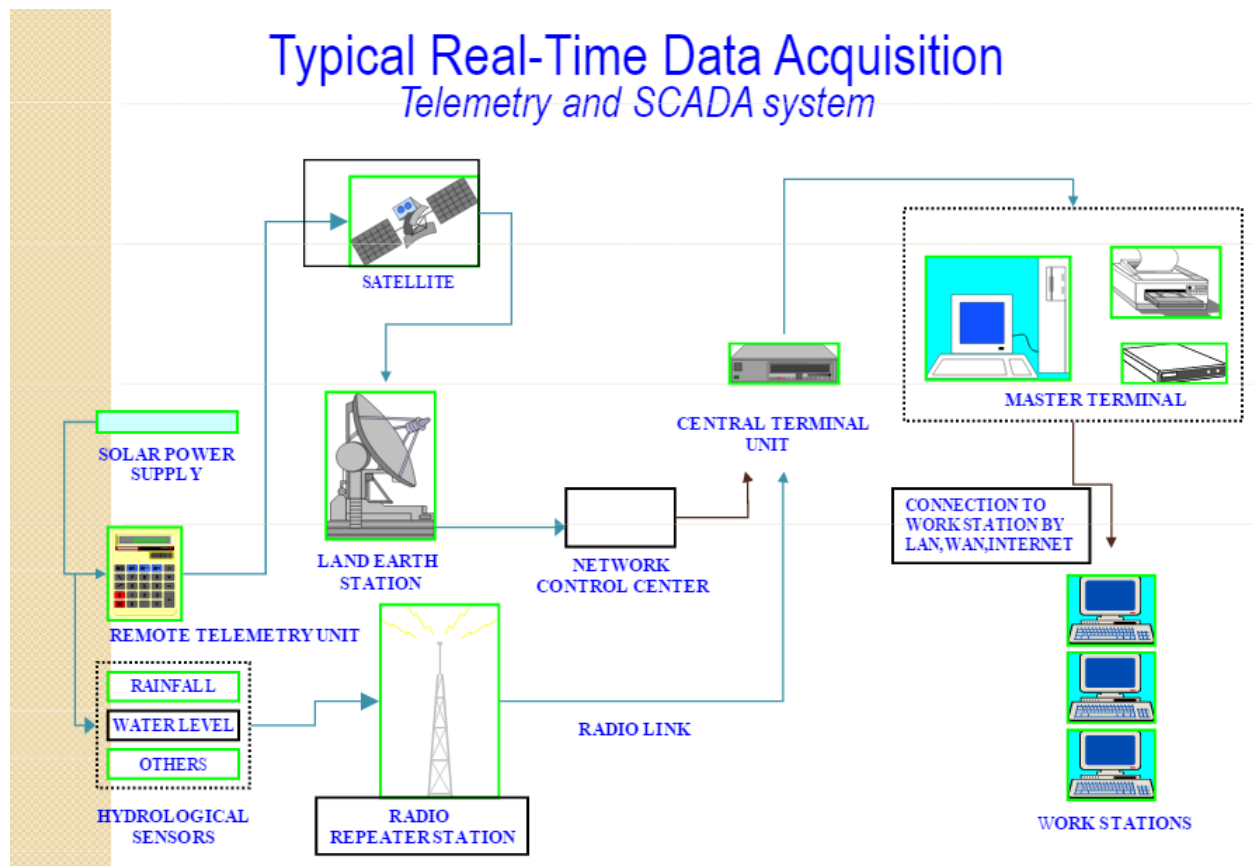 Typical Real-Time Data Acquisition
Telemetry and SCADA system
SATELLITE
SOLAR POWER
SUPPLY
LAND EARTH
STATION
REMOTE TELEMETRY UNIT
RAINFALL
WATER LEVEL
OTHERS
HYDROLOGICAL
SENSORS
RADIO
REPEATER STATION
NETWORK
CONTROL CENTER
RADIO LINK
CENTRAL TERMINAL
UNIT
MASTER TERMINAL
CONNECTION TO
WORK STATION BY
LAN,WAN,INTERNET
WORK STATIONS